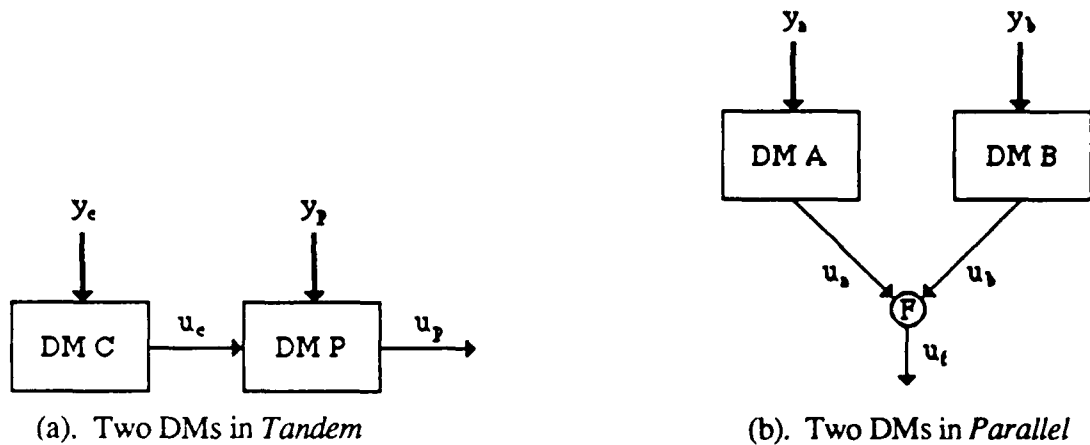 y_a
y_b
DM A
DM B
u_a
u_b
F
u_f
y_c
y_p
DM C
u_c
DM P
u_p
(a). Two DMs in Tandem
(b). Two DMs in Parallel